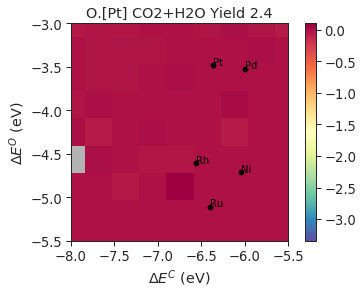 O.[Pt] CO2+H2O Yield 2.4
ΔE^O (eV)
−3.0
−3.5
−4.0
−4.5
−5.0
−5.5
Pt
Pd
Rh
Ni
Ru
−8.0 −7.5 −7.0 −6.5 −6.0 −5.5
ΔE^C (eV)
0.0
−0.5
−1.0
−1.5
−2.0
−2.5
−3.0